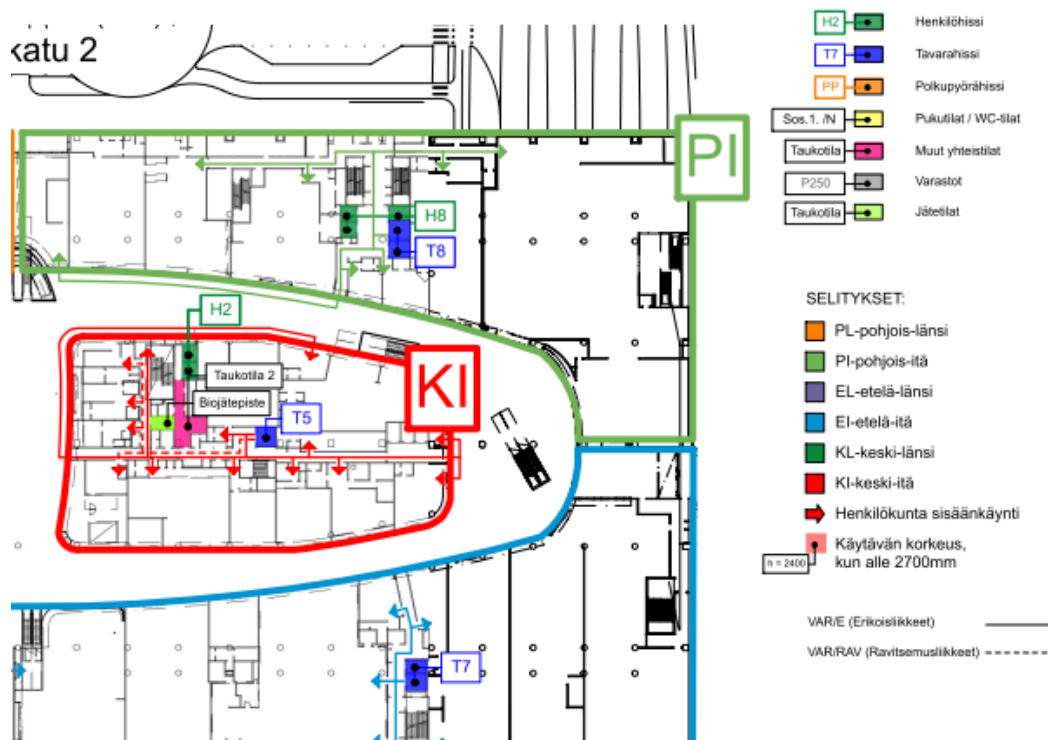 katu 2
PI
H8
T8
H2
Taukotila 2
Biojätepiste
T5
KI
T7
H2 Henkilöhissi
T7 Tavarahissi
PP Polkupyörähissi
Sos.1. /N Pukutilat / WC-tilat
Taukotila Muut yhteistilat
P250 Varastot
Taukotila Jätetilat
SELITYKSET:
PL-pohjois-länsi
PI-pohjois-itä
EL-etelä-länsi
EI-etelä-itä
KL-keski-länsi
KI-keski-itä
Henkilökunta sisäänkäynti
Käytävän korkeus,
h = 2400 kun alle 2700mm
VAR/E (Erikoisliikkeet)
VAR/RAV (Ravitsemusliikkeet)